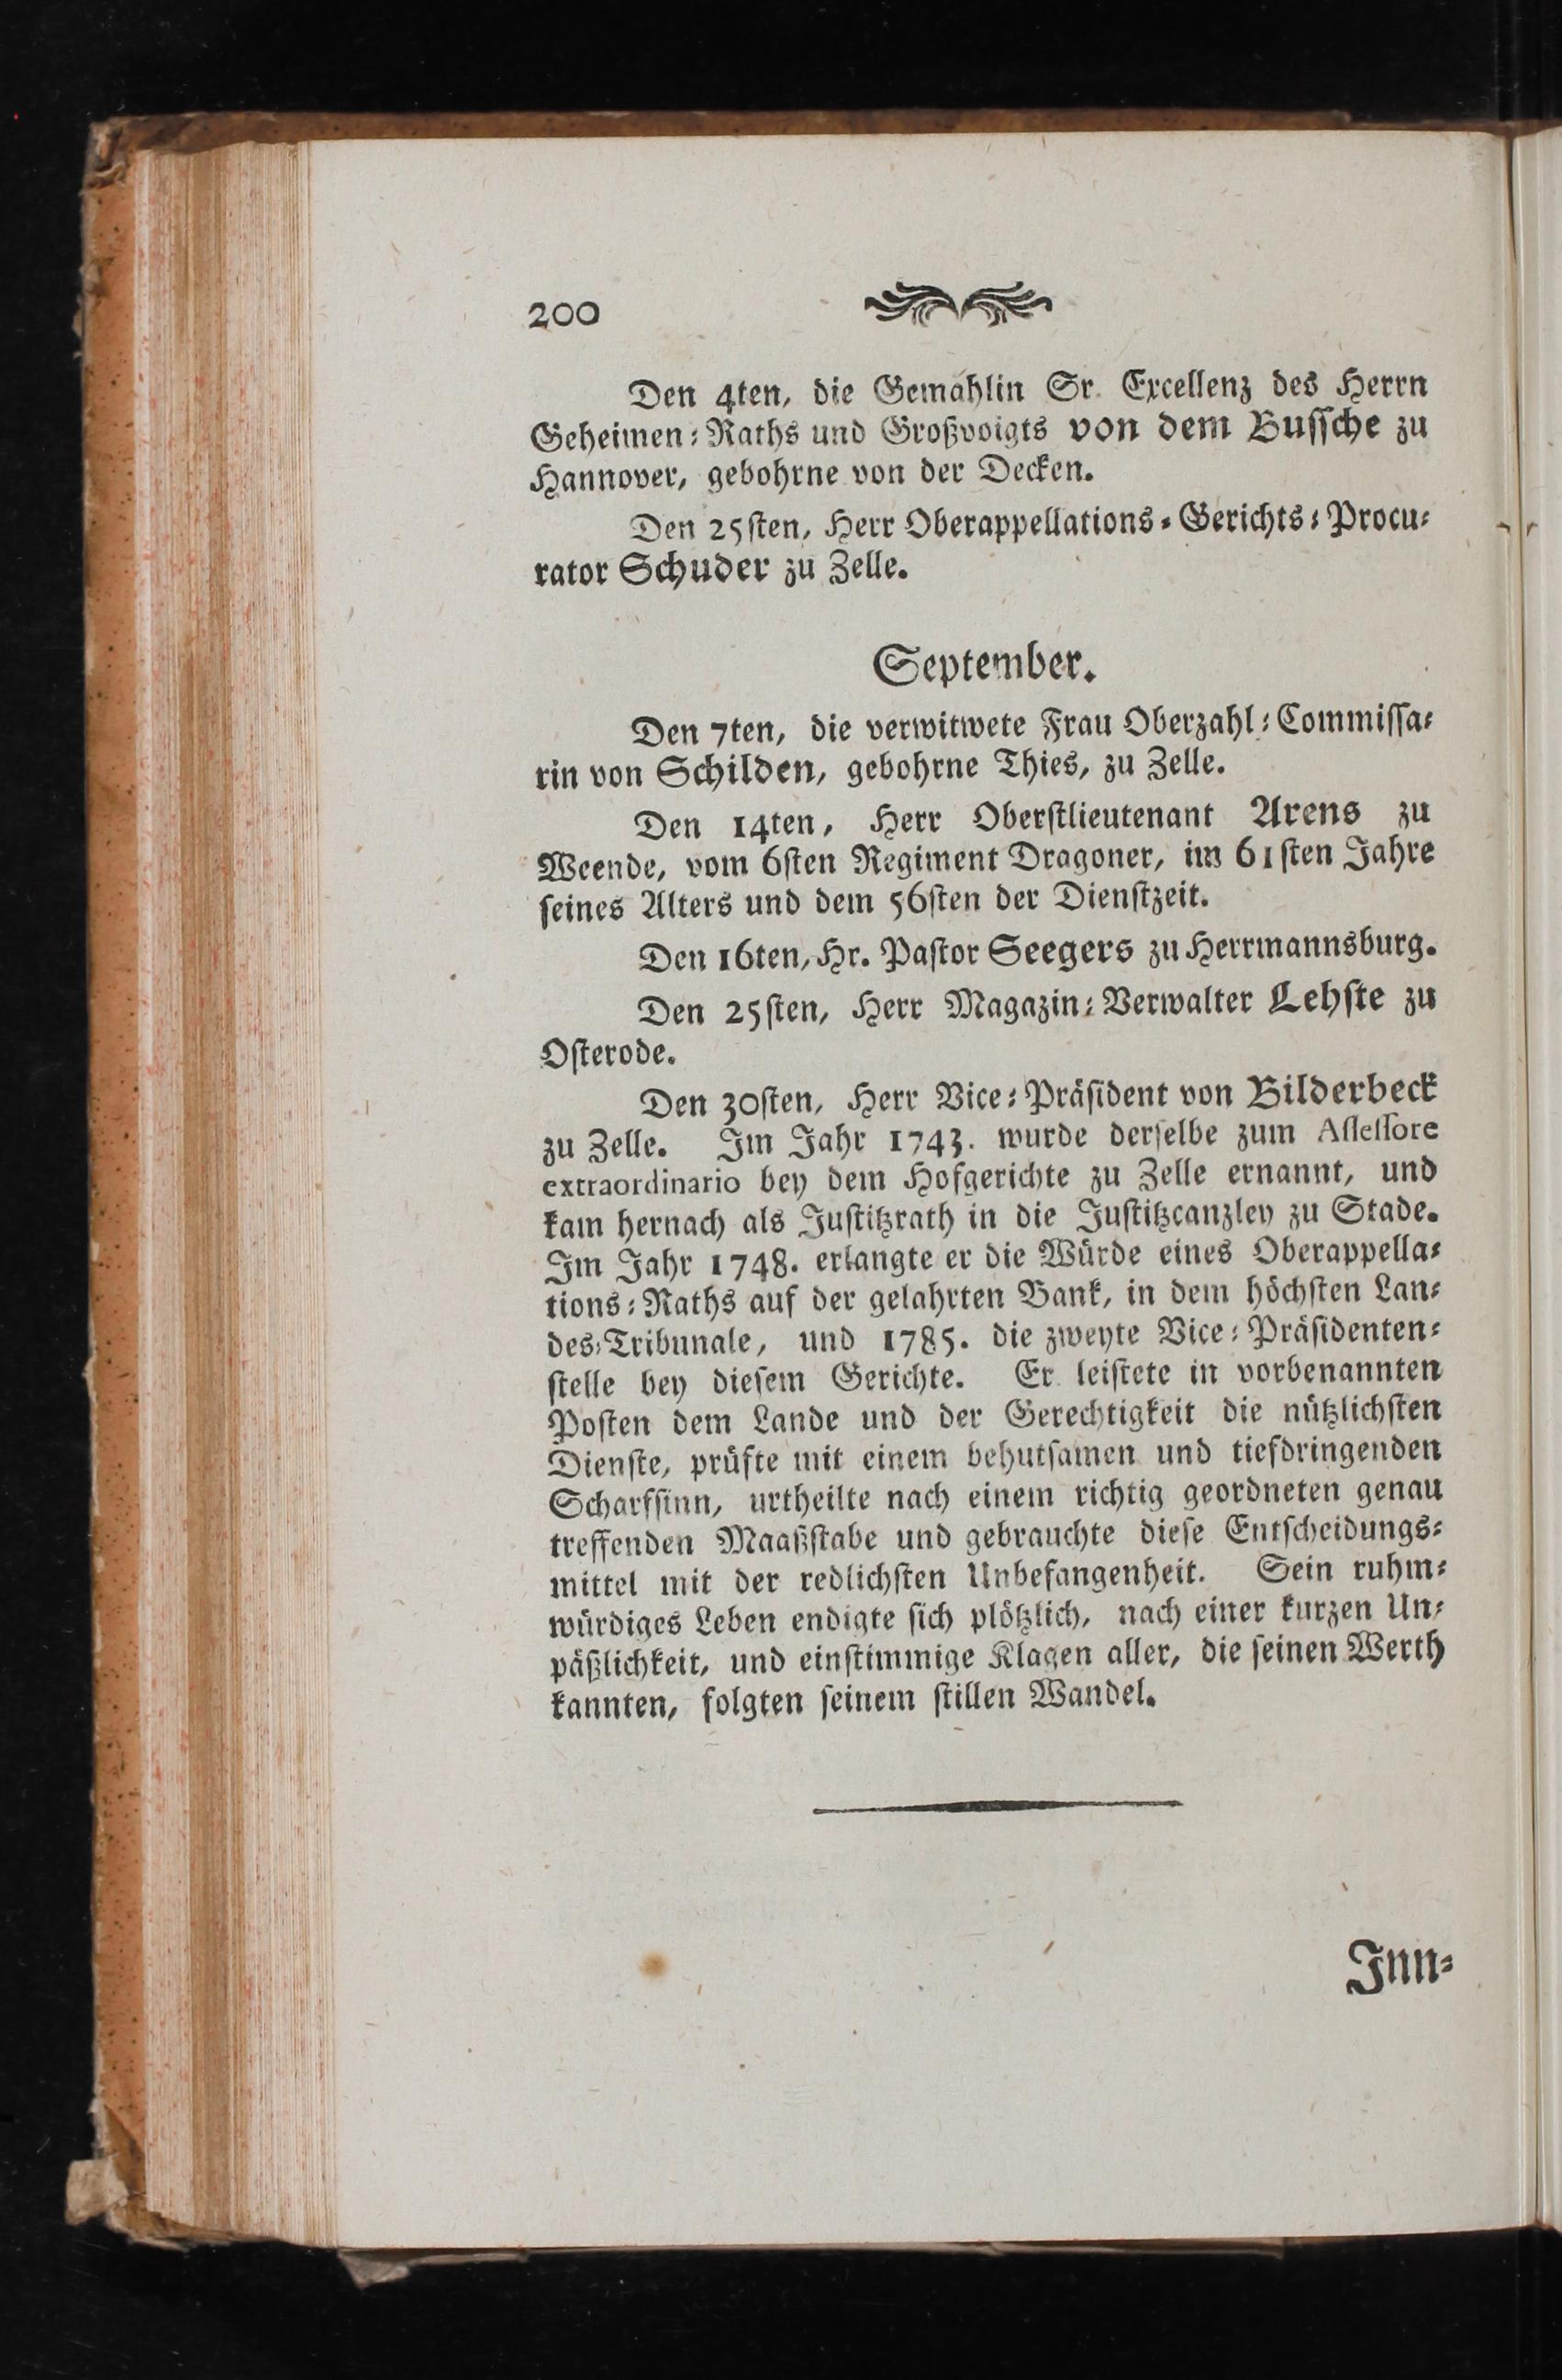 200
Den 4ten, die Gemahlin Sr. Excellenz des Herrn
Geheimen⸗Raths und Großvoigts von dem Bussche zu
Hannover, gebohrne von der Decken.
Den 25sten, Herr Oberappellations⸗Gerichts⸗Procu⸗
rator Schuder zu Zelle.
September.
Den 7ten, die verwitwete Frau Oberzahl⸗Commissa⸗
rin von Schilden, gebohrne Thies, zu Zelle.
Den 14ten, Herr Oberstlieutenant Arens zu
Weende, vom 6sten Regiment Dragoner, im 61sten Jahre
seines Alters und dem 56sten der Dienstzeit.
Den 16ten, Hr. Pastor Seegers zu Herrmannsburg.
Den 25sten, Herr Magazin⸗Verwalter Lehste zu
Osterode.
Den 30sten, Herr Vice⸗Präsident von Bilderbeck
zu Zelle. Im Jahr 1743. wurde derselbe zum Assessore
extraordinario bey dem Hofgerichte zu Zelle ernannt, und
kam hernach als Justitzrath in die Justitzcanzley zu Stade.
Im Jahr 1748. erlangte er die Würde eines Oberappella⸗
tions⸗Raths auf der gelahrten Bank, in dem höchsten Lan⸗
des⸗Tribunale, und 1785. die zweyte Vice⸗Präsidenten⸗
stelle bey diesem Gerichte. Er leistete in vorbenannten
Posten dem Lande und der Gerechtigkeit die nützlichsten
Dienste, prüfte mit einem behutsamen und tiefdringenden
Scharfsinn, urtheilte nach einem richtig geordneten genau
treffenden Maaßstabe und gebrauchte diese Entscheidungs⸗
mittel mit der redlichsten Unbefangenheit. Sein ruhm⸗
würdiges Leben endigte sich plötzlich, nach einer kurzen Un⸗
päßlichkeit, und einstimmige Klagen aller, die seinen Werth
kannten, folgten seinem stillen Wandel.
Inn⸗